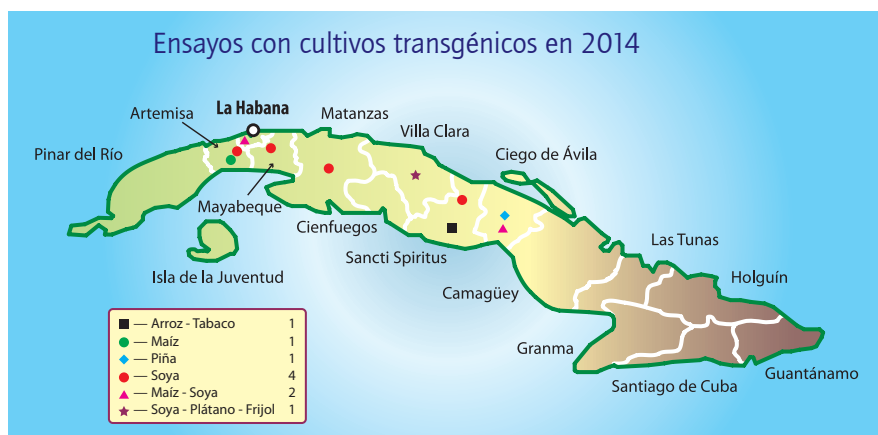 Ensayos con cultivos transgénicos en 2014
La Habana
Artemisa
Matanzas
Villa Clara
Pinar del Río
Ciego de Ávila
Mayabeque
Cienfuegos
Las Tunas
Sancti Spiritus
Isla de la Juventud
Holguín
Camagüey
Granma
Guantánamo
Santiago de Cuba
— Arroz - Tabaco 1
— Maíz 1
— Piña 1
— Soya 4
— Maíz - Soya 2
— Soya - Plátano - Frijol 1